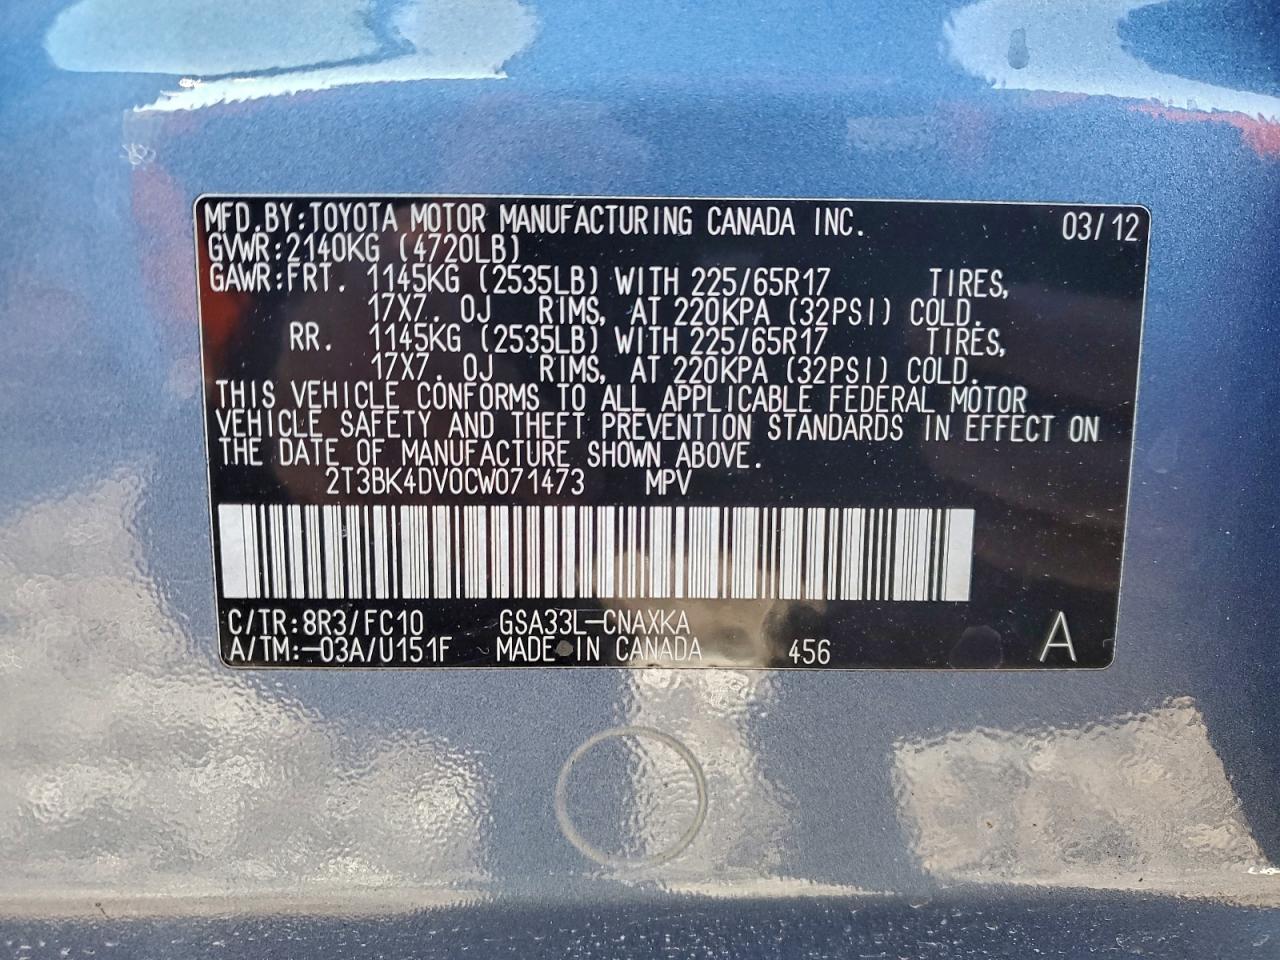 MFD.BY:TOYOTA MOTOR MANUFACTURING CANADA INC. 03/12
GVWR:2140KG (4720LB)
GAWR:FRT. 1145KG (2535LB) WITH 225/65R17 TIRES,
17X7. 0J RIMS, AT 220KPA (32PSI) COLD.
RR. 1145KG (2535LB) WITH 225/65R17 TIRES,
17X7. 0J RIMS, AT 220KPA (32PSI) COLD.
THIS VEHICLE CONFORMS TO ALL APPLICABLE FEDERAL MOTOR
VEHICLE SAFETY AND THEFT PREVENTION STANDARDS IN EFFECT ON
THE DATE OF MANUFACTURE SHOWN ABOVE.
2T3BK4DV0CW071473 MPV
C/TR:8R3/FC10 GSA33L-CNAXKA
A/TM:-03A/U151F MADE IN CANADA 456 A